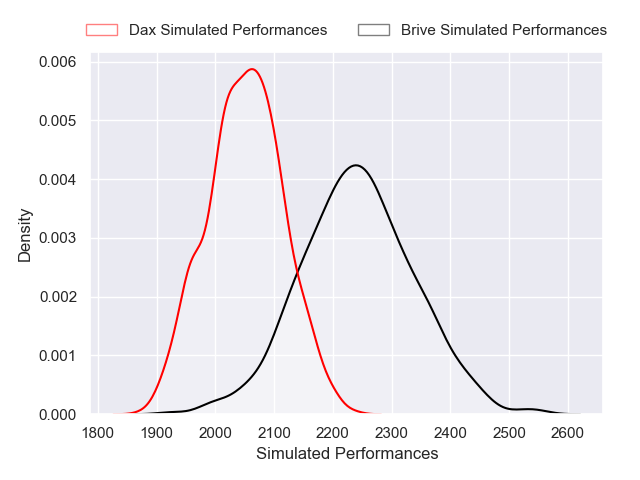 Dax Simulated Performances
Brive Simulated Performances
0.006
0.005
0.004
0.003
0.002
0.001
0.000
Density
1800 1900 2000 2100 2200 2300 2400 2500 2600
Simulated Performances